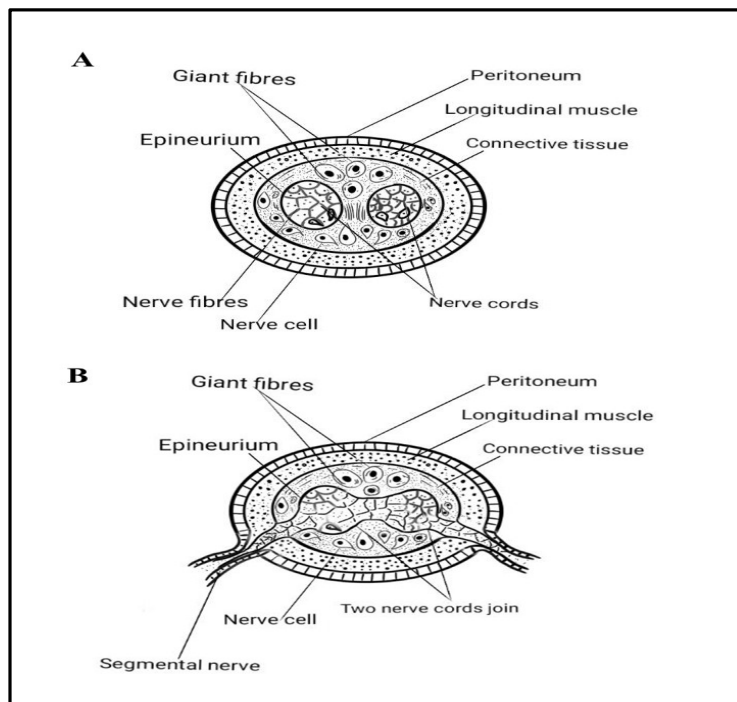 A
Giant fibres
Peritoneum
Longitudinal muscle
Epineurium
Connective tissue
Nerve fibres
Nerve cords
Nerve cell
B
Giant fibres
Peritoneum
Longitudinal muscle
Epineurium
Connective tissue
Two nerve cords join
Nerve cell
Segmental nerve